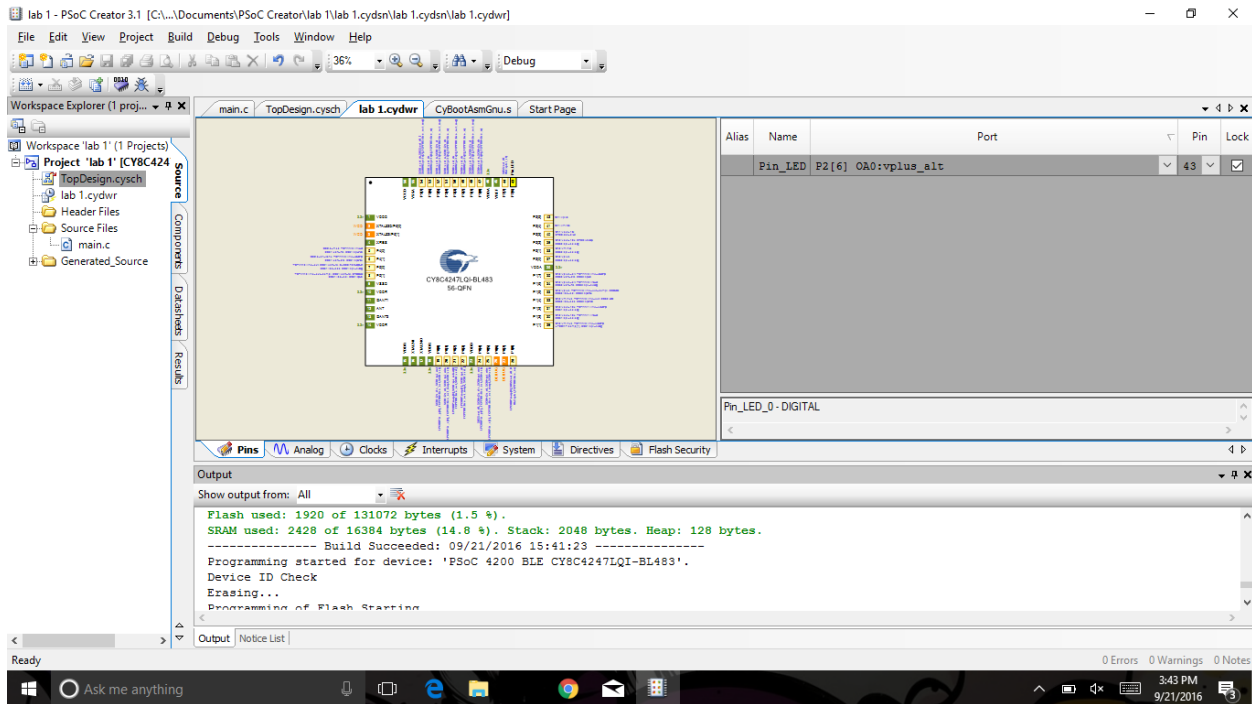 lab 1 - PSoC Creator 3.1 [C:\...\Documents\PSoC Creator\lab 1\lab 1.cydsn\lab 1.cydsn\lab 1.cydwr]
File Edit View Project Build Debug Tools Window Help
36% Debug
Workspace Explorer (1 proj...
main.c TopDesign.cysch lab 1.cydwr CyBootAsmGnu.s Start Page
Workspace 'lab 1' (1 Projects)
Project 'lab 1' [CY8C424
TopDesign.cysch
lab 1.cydwr
Header Files
Source Files
main.c
Generated_Source
Source
Components
Datasheets
Results
CY8C4247LQI-BL483
56-QFN
Alias Name Port Pin Lock
Pin_LED P2[6] OA0:vplus_alt 43
Pin_LED_0 - DIGITAL
Pins Analog Clocks Interrupts System Directives Flash Security
Output
Show output from: All
Flash used: 1920 of 131072 bytes (1.5 %).
SRAM used: 2428 of 16384 bytes (14.8 %). Stack: 2048 bytes. Heap: 128 bytes.
--------------- Build Succeeded: 09/21/2016 15:41:23 ---------------
Programming started for device: 'PSoC 4200 BLE CY8C4247LQI-BL483'.
Device ID Check
Erasing...
Programming of Flash Starting
Output Notice List
Ready
0 Errors 0 Warnings 0 Notes
Ask me anything
3:43 PM
9/21/2016
3